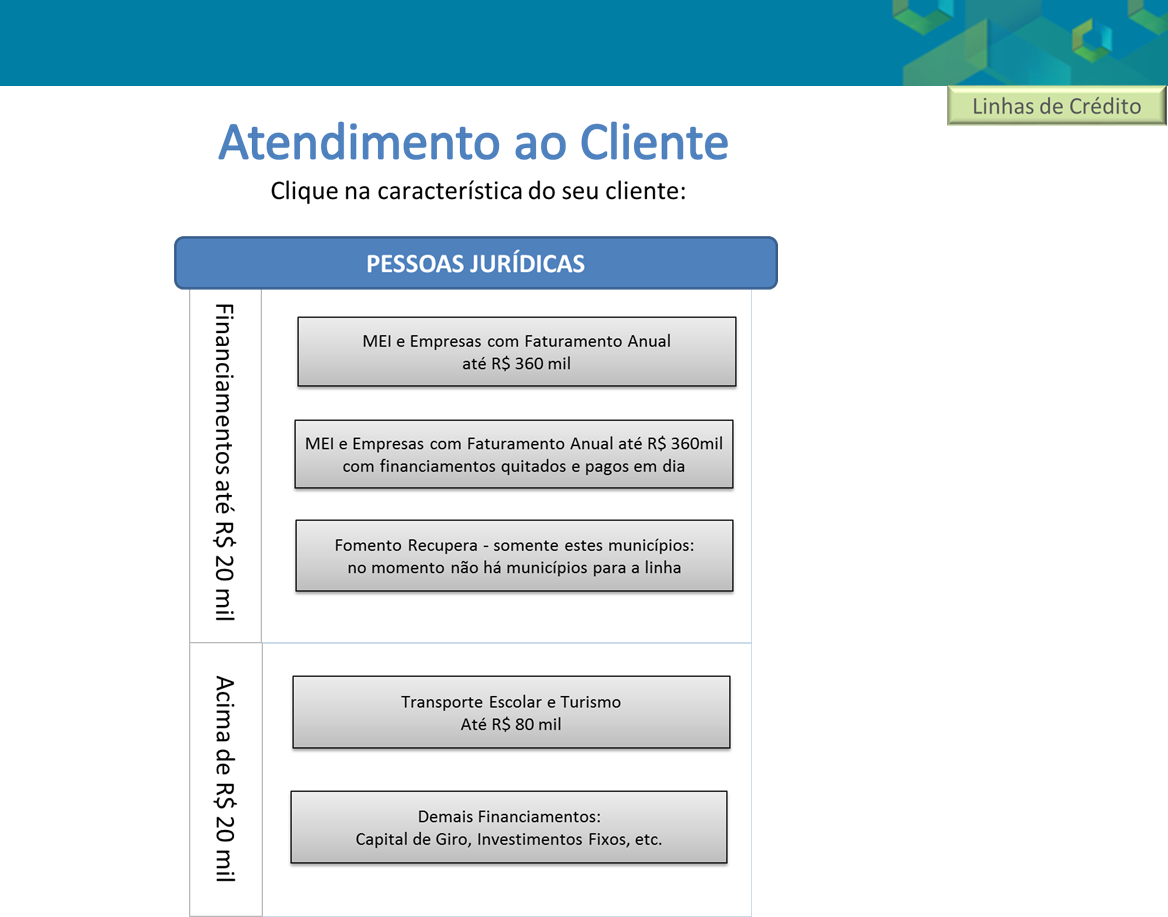 Linhas de Crédito
Atendimento ao Cliente
Clique na característica do seu cliente:
PESSOAS JURÍDICAS
Financiamentos até R$ 20 mil
MEI e Empresas com Faturamento Anual
até R$ 360 mil
MEI e Empresas com Faturamento Anual até R$ 360mil
com financiamentos quitados e pagos em dia
Fomento Recupera - somente estes municípios:
no momento não há municípios para a linha
Acima de R$ 20 mil
Transporte Escolar e Turismo
Até R$ 80 mil
Demais Financiamentos:
Capital de Giro, Investimentos Fixos, etc.